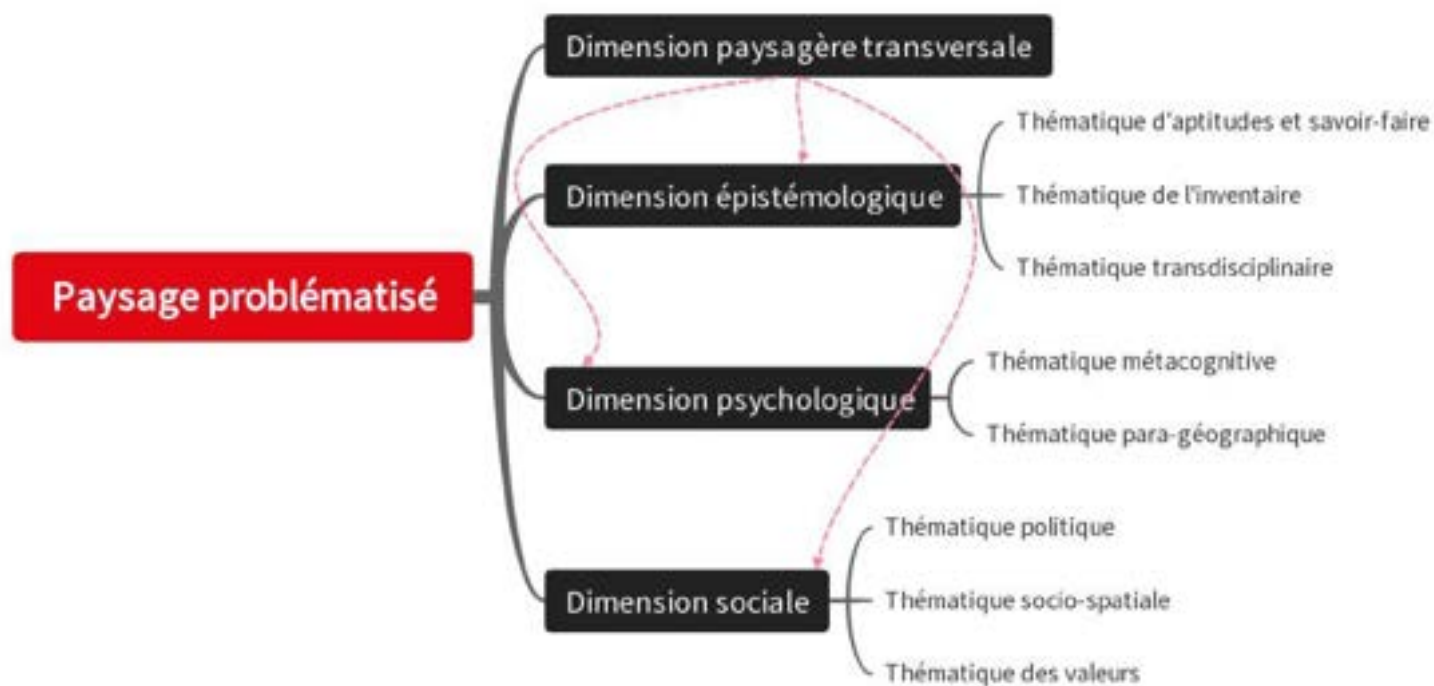 Paysage problématisé
Dimension paysagère transversale
Dimension épistémologique
Thématique d'aptitudes et savoir-faire
Thématique de l'inventaire
Thématique transdisciplinaire
Dimension psychologique
Thématique métacognitive
Thématique para-géographique
Dimension sociale
Thématique politique
Thématique socio-spatiale
Thématique des valeurs